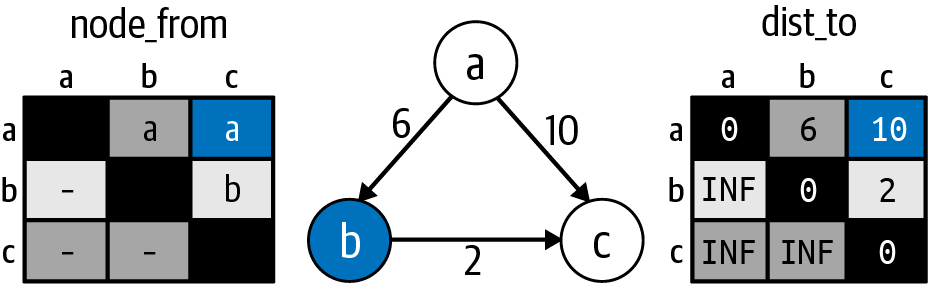 node_from
a b c
a a a
b - b
c - -
a
6 10
b 2 c
dist_to
a b c
a 0 6 10
b INF 0 2
c INF INF 0